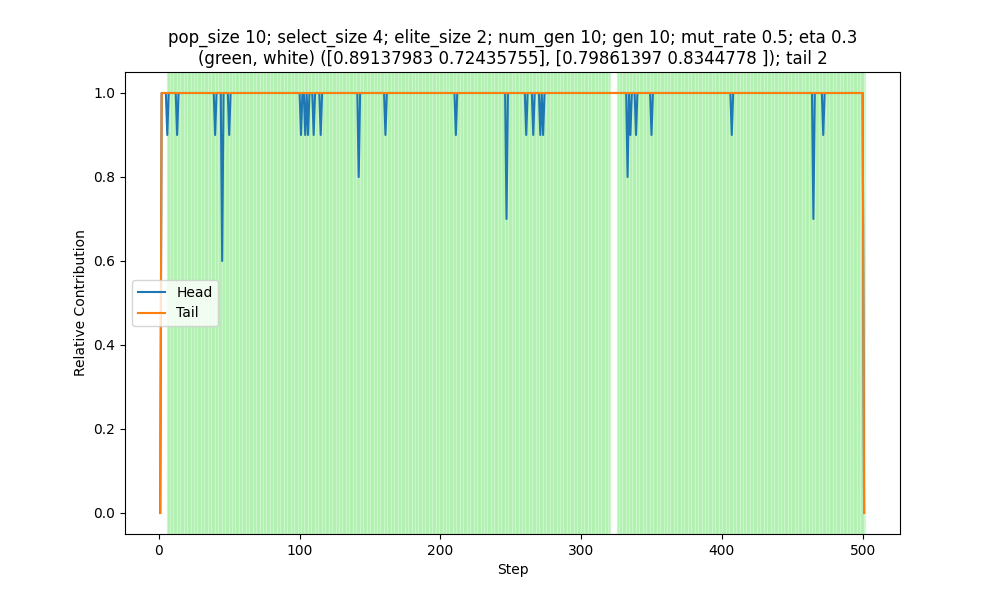 pop_size 10; select_size 4; elite_size 2; num_gen 10; gen 10; mut_rate 0.5; eta 0.3
(green, white) ([0.89137983 0.72435755], [0.79861397 0.8344778 ]); tail 2
1.0
0.8
0.6
0.4
0.2
0.0
Relative Contribution
Head
Tail
0
100
200
300
400
500
Step